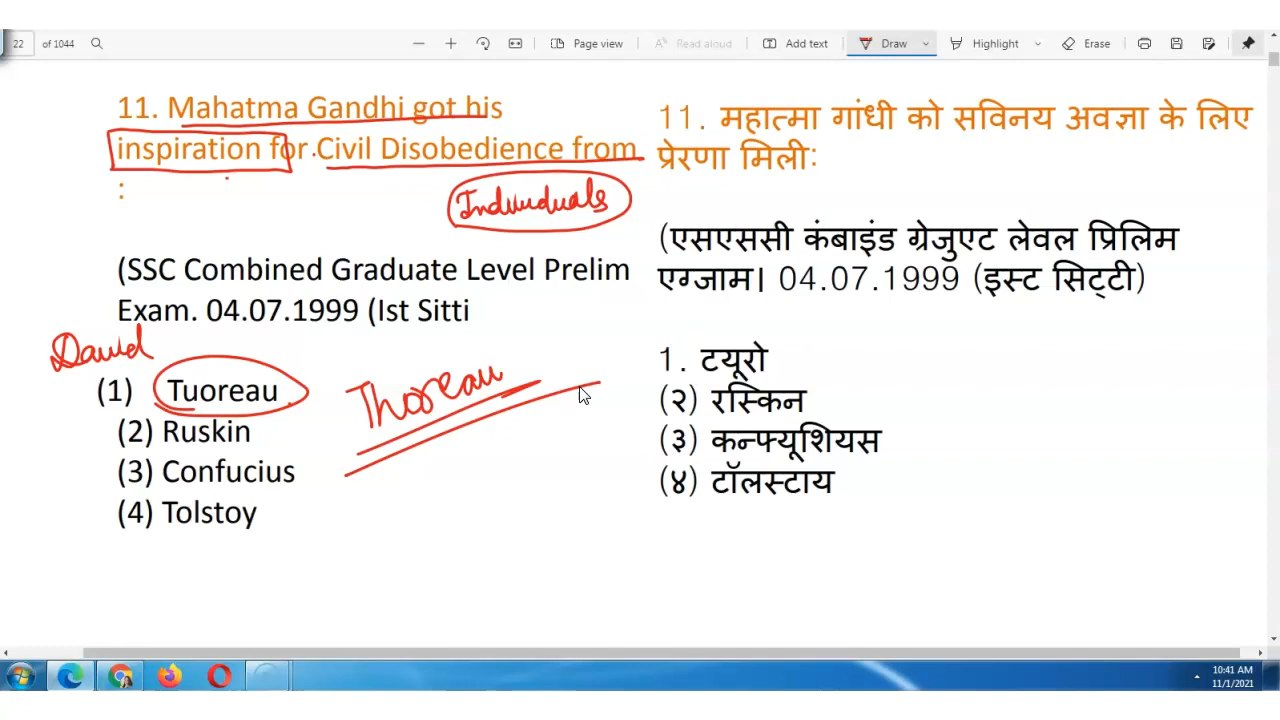 22 of 1044 Page view Read aloud Add text Draw Highlight Erase
11. Mahatma Gandhi got his
inspiration for Civil Disobedience from
:
Individuals
(SSC Combined Graduate Level Prelim
Exam. 04.07.1999 (Ist Sitti
David
(1) Tuoreau
Thoreau
(2) Ruskin
(3) Confucius
(4) Tolstoy
11. महात्मा गांधी को सविनय अवज्ञा के लिए
प्रेरणा मिली:
(एसएससी कंबाइंड ग्रेजुएट लेवल प्रिलिम
एग्जाम। 04.07.1999 (इस्ट सिट्टी)
1. टयूरो
(२) रस्किन
(३) कन्फ्यूशियस
(४) टॉलस्टाय
10:41 AM
11/1/2021